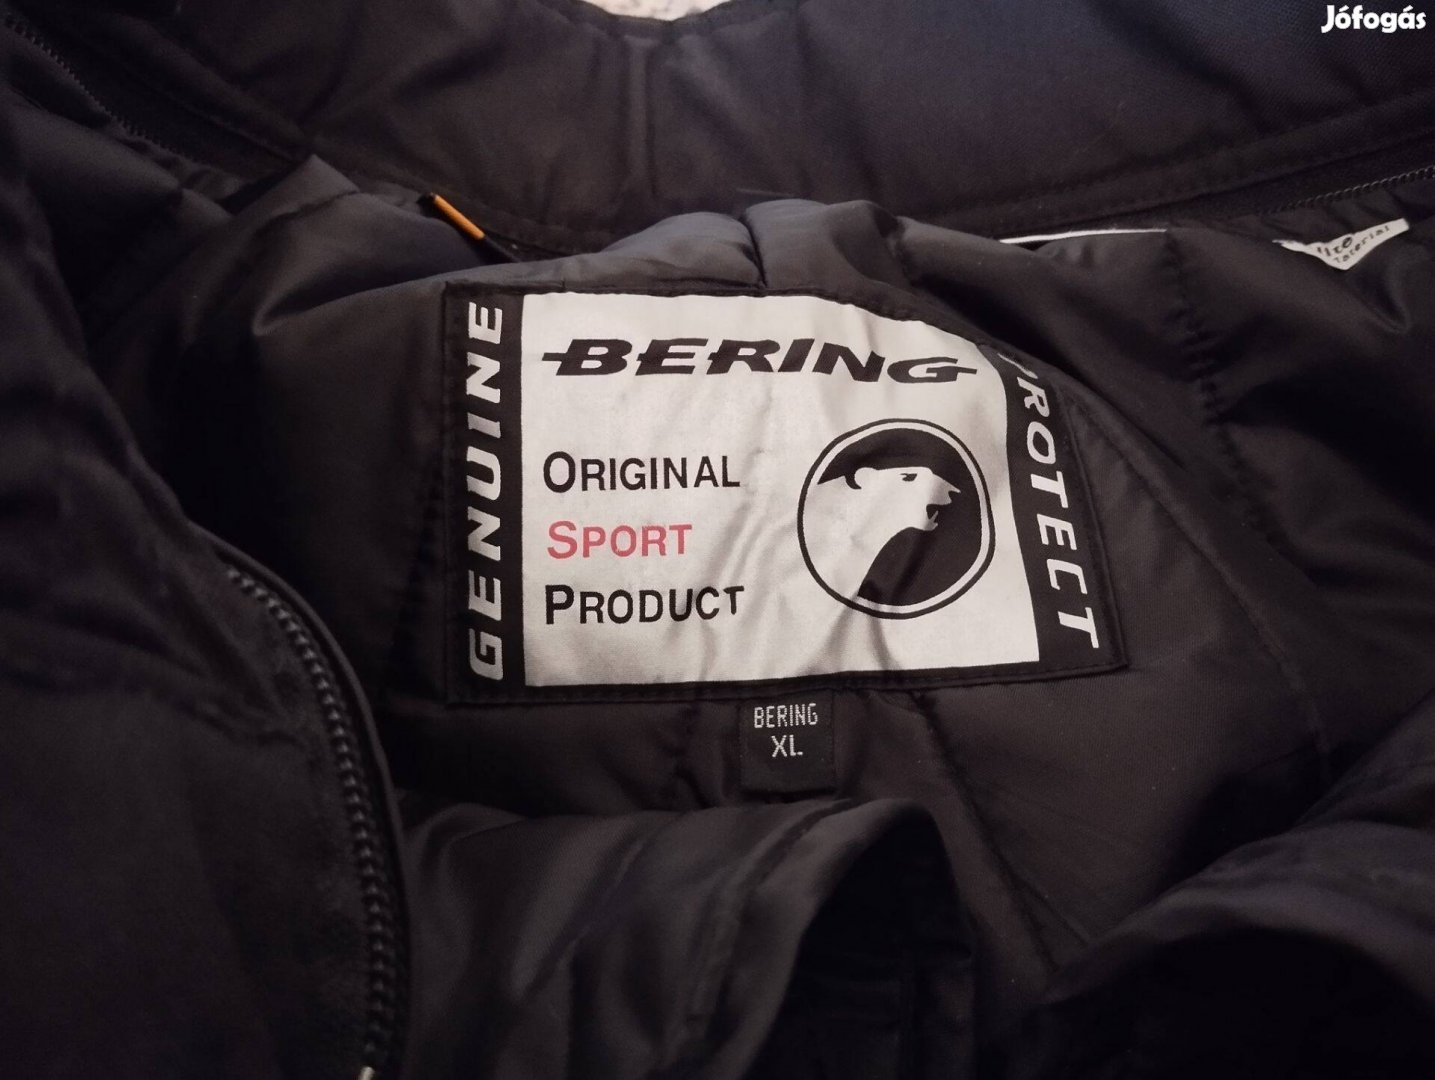 Jófogás
GENUINE
BERING
ORIGINAL
SPORT
PRODUCT
PROTECT
BERING
XL